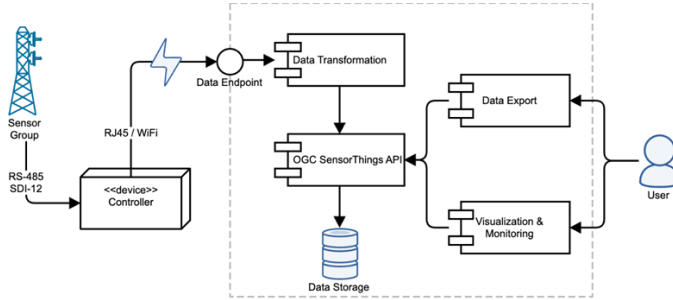 Sensor
Group
RS-485
SDI-12
RJ45 / WiFi
<<device>>
Controller
Data Endpoint
Data Transformation
OGC SensorThings API
Data Storage
Data Export
Visualization &
Monitoring
User